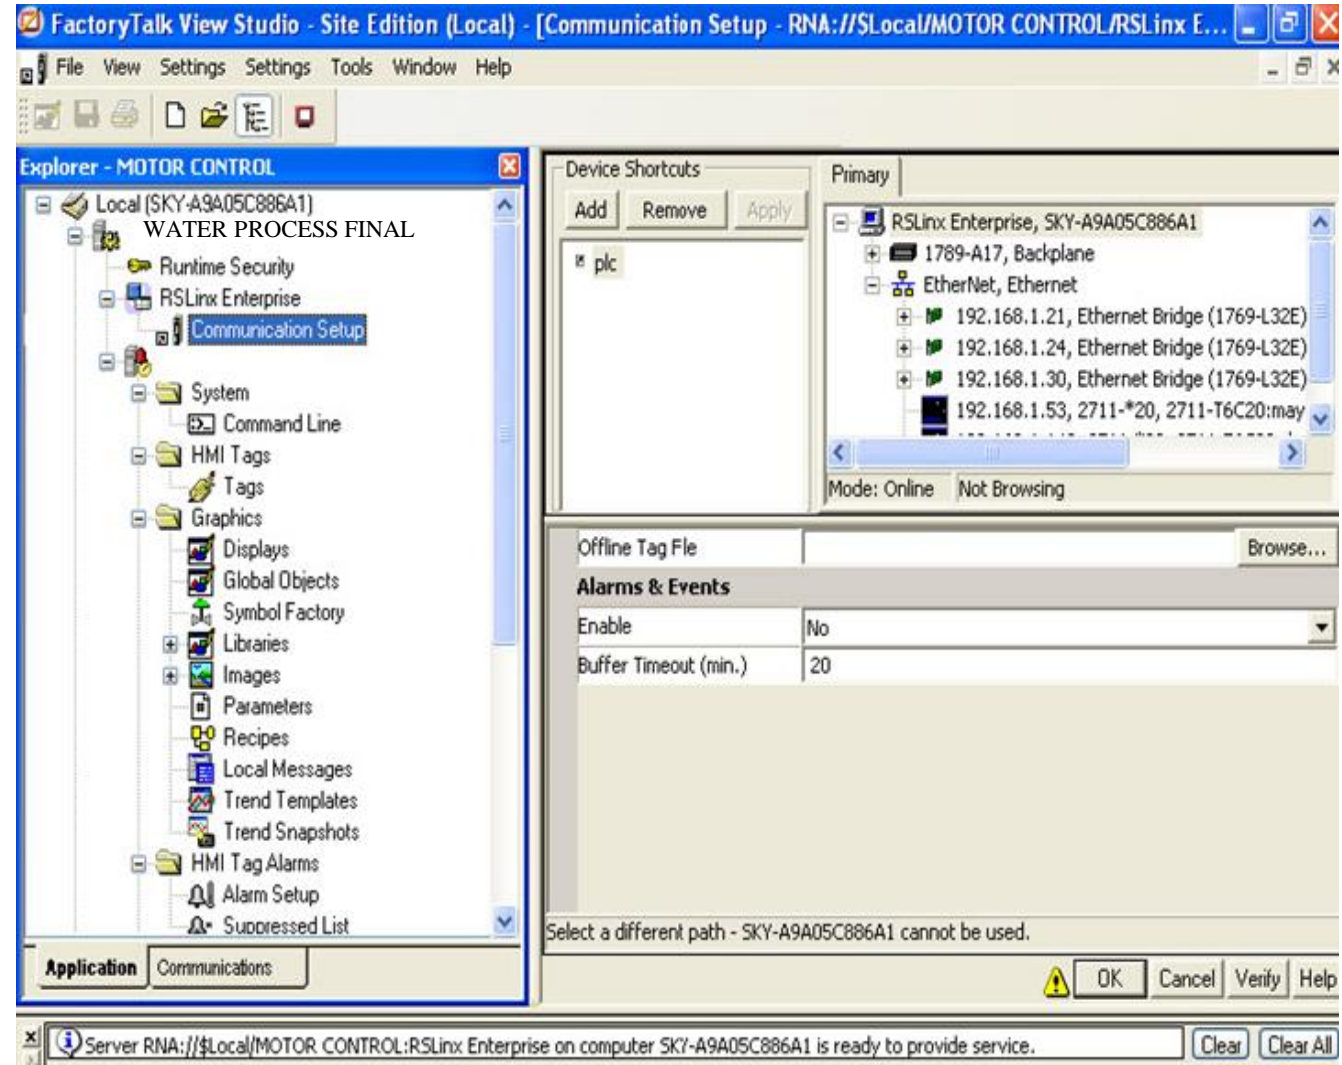 FactoryTalk View Studio - Site Edition (Local) - [Communication Setup - RNA://$Local/MOTOR CONTROL/RSLinx E...
File View Settings Settings Tools Window Help
Explorer - MOTOR CONTROL
Local (SKY-A9A05C886A1)
WATER PROCESS FINAL
Runtime Security
RSLinx Enterprise
Communication Setup
System
Command Line
HMI Tags
Tags
Graphics
Displays
Global Objects
Symbol Factory
Libraries
Images
Parameters
Recipes
Local Messages
Trend Templates
Trend Snapshots
HMI Tag Alarms
Alarm Setup
Suppressed List
Application Communications
Device Shortcuts
Add Remove Apply
plc
Primary
RSLinx Enterprise, SKY-A9A05C886A1
1789-A17, Backplane
EtherNet, Ethernet
192.168.1.21, Ethernet Bridge (1769-L32E)
192.168.1.24, Ethernet Bridge (1769-L32E)
192.168.1.30, Ethernet Bridge (1769-L32E)
192.168.1.53, 2711-*20, 2711-T6C20:may
Mode: Online Not Browsing
Offline Tag Fle Browse...
Alarms & Events
Enable No
Buffer Timeout (min.) 20
Select a different path - SKY-A9A05C886A1 cannot be used.
OK Cancel Verify Help
Server RNA://$Local/MOTOR CONTROL:RSLinx Enterprise on computer SKY-A9A05C886A1 is ready to provide service.
Clear Clear All